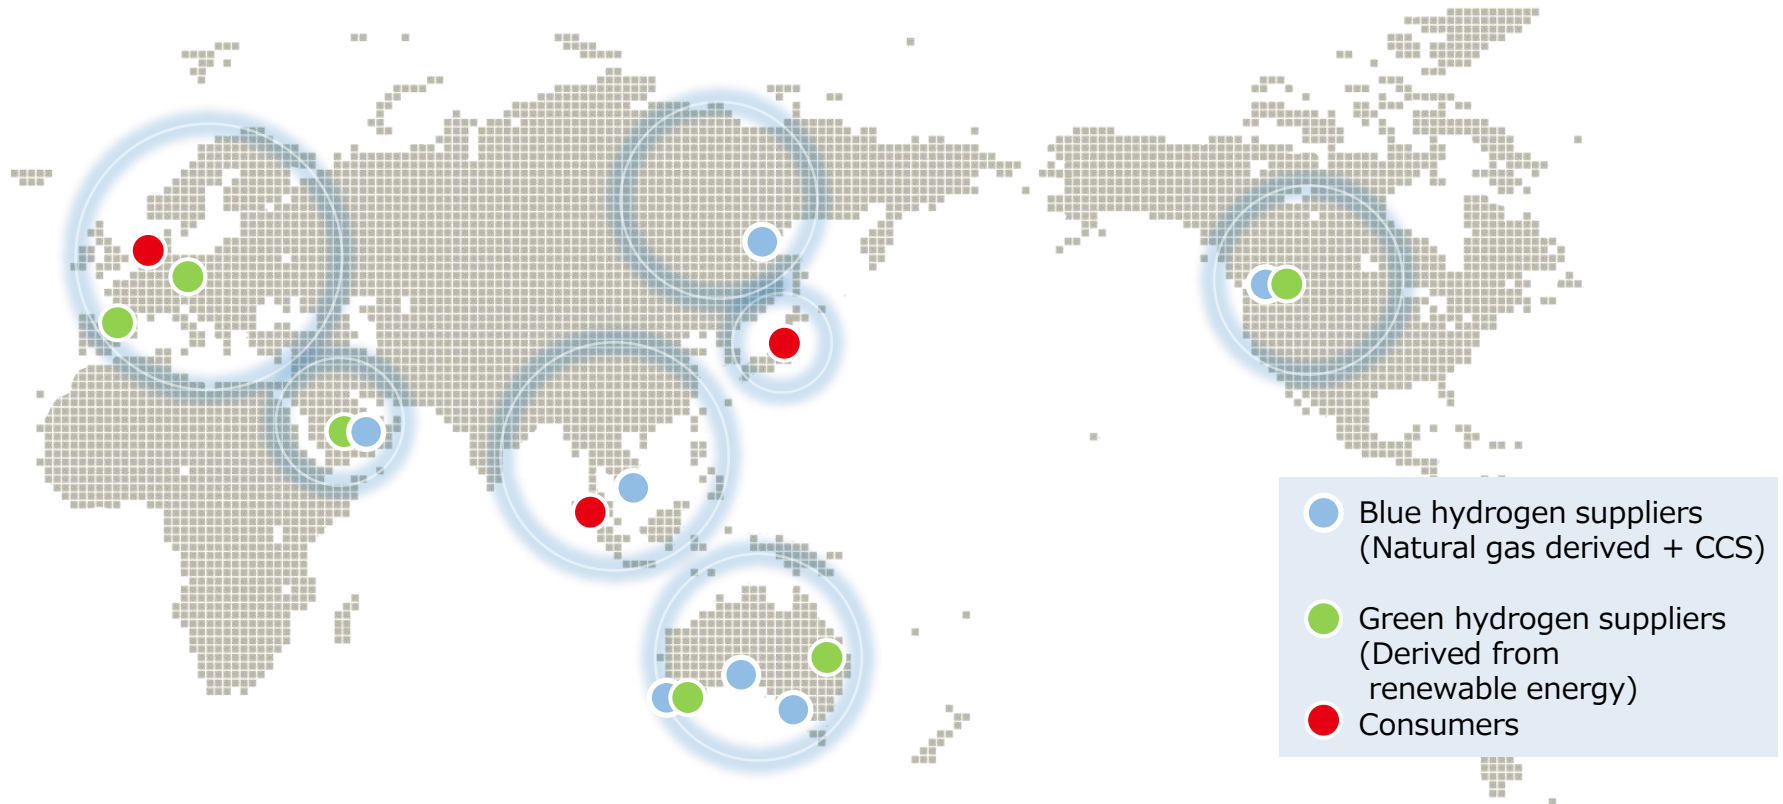 Blue hydrogen suppliers
(Natural gas derived + CCS)
Green hydrogen suppliers
(Derived from
renewable energy)
Consumers